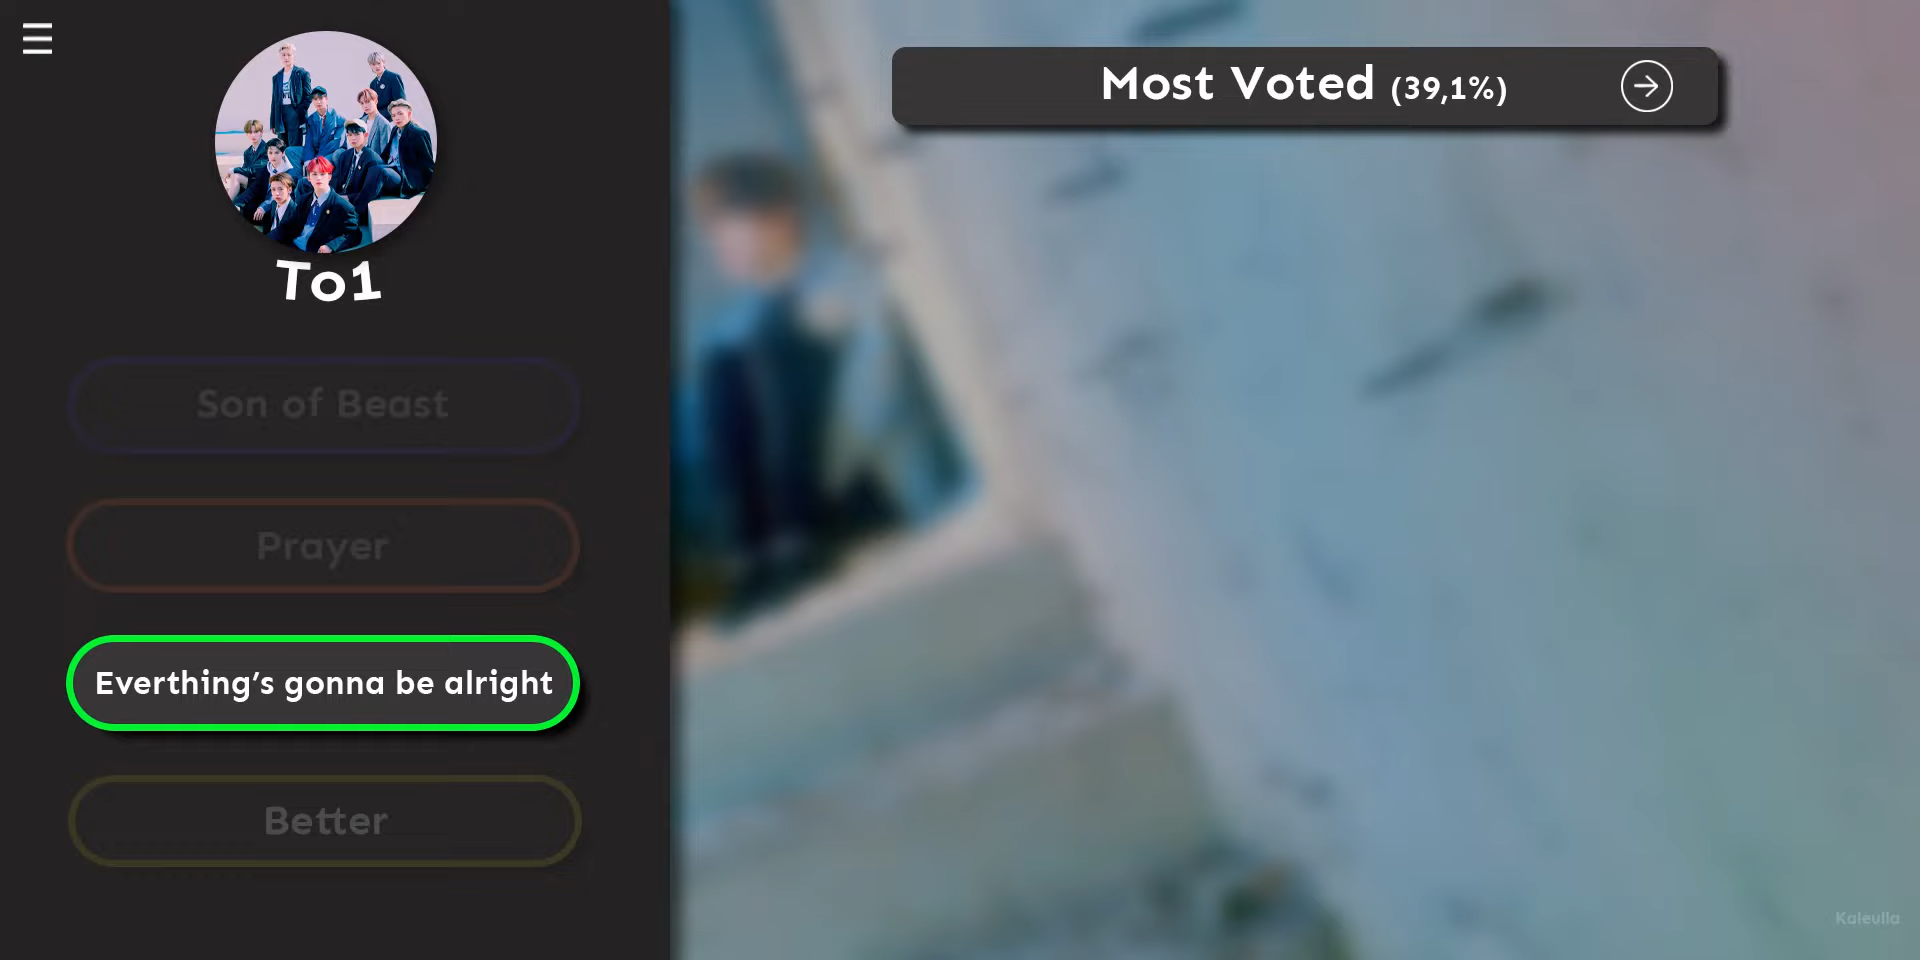 Most Voted (39,1%)
To1
Son of Beast
Prayer
Everthing's gonna be alright
Better
Kaleulla